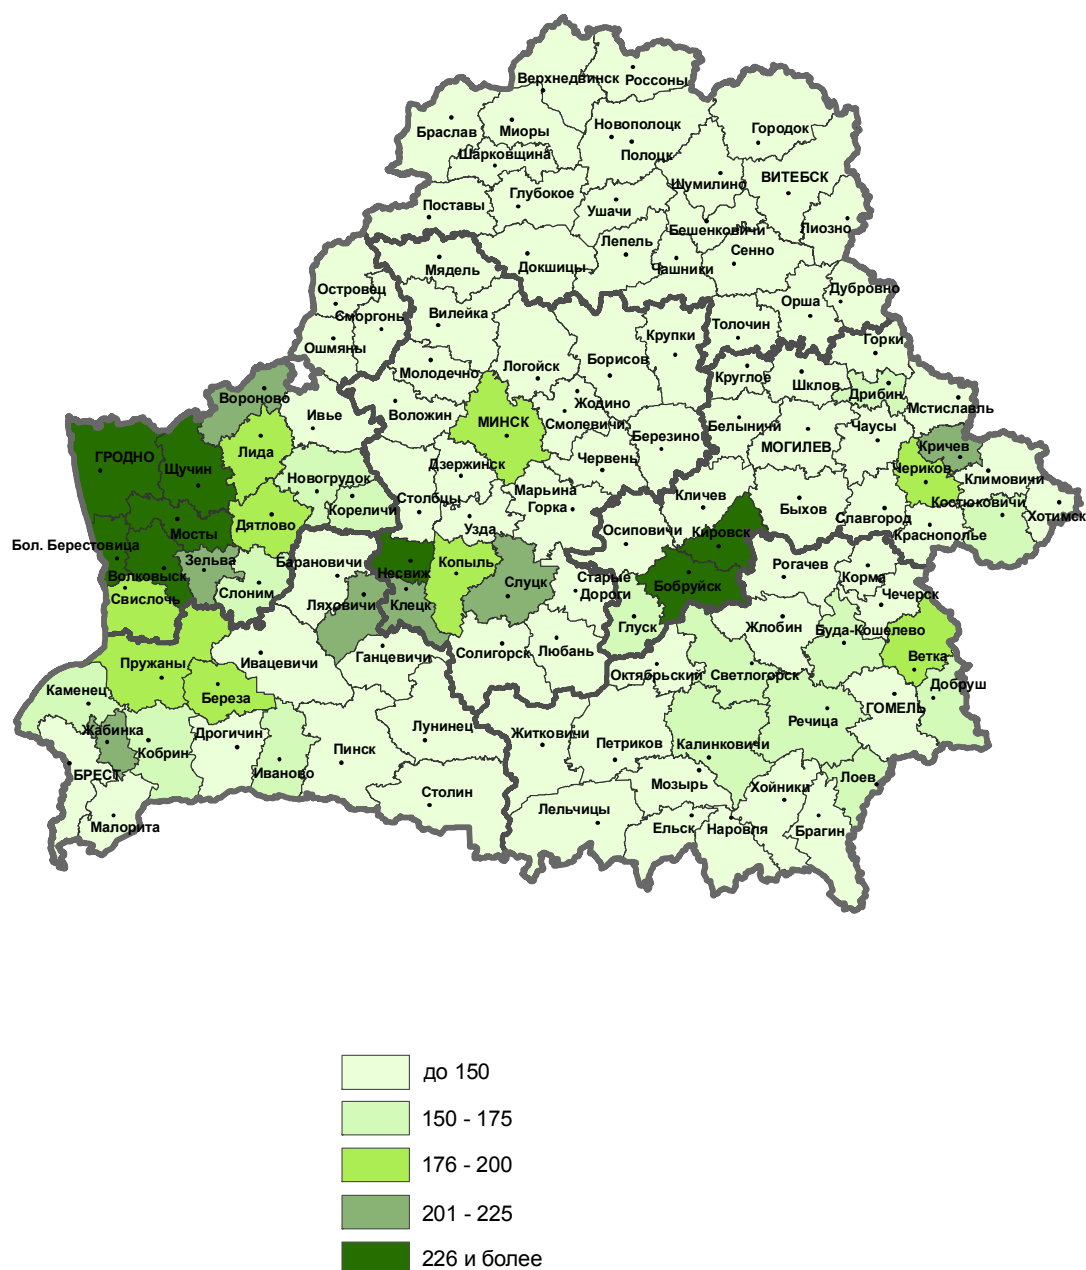 Верхнедвинск
Россоны
Браслав
Миоры
Новополоцк
Городок
Шарковщина
Полоцк
Шумилино
ВИТЕБСК
Поставы
Глубокое
Ушачи
Бешенковичи
Лиозно
Мядель
Докшицы
Лепель
Чашники
Сенно
Островец
Сморгонь
Вилейка
Орша
Дубровно
Ошмяны
Крупки
Толочин
Горки
Логойск
Борисов
Молодечно
Круглое
Шклов
Дрибин
Вороново
Ивье
Воложин
МИНСК
Жодино
Смолевичи
Березино
Белыничи
МОГИЛЕВ
Чаусы
Мстиславль
ГРОДНО
Щучин
Лида
Дзержинск
Червень
Кричев
Чериков
Климовичи
Новогрудок
Кореличи
Столбцы
Марьина
Горка
Кличев
Быхов
Славгород
Костюковичи
Хотимск
Дятлово
Узда
Осиповичи
Кировск
Краснополье
Мосты
Бол. Берестовица
Зельва
Барановичи
Несвиж
Копыль
Слуцк
Старые
Дороги
Бобруйск
Рогачев
Корма
Волковыск
Свислочь
Слоним
Ляховичи
Клецк
Чечерск
Глуск
Жлобин
Буда-Кошелево
Пружаны
Ивацевичи
Ганцевичи
Солигорск
Любань
Октябрьский
Светлогорск
Ветка
Добруш
Каменец
Береза
ГОМЕЛЬ
Жабинка
Кобрин
Дрогичин
Лунинец
Житковичи
Петриков
Калинковичи
Речица
БРЕСТ
Иваново
Пинск
Мозырь
Хойники
Лоев
Малорита
Столин
Лельчицы
Ельск
Наровля
Брагин
до 150
150 - 175
176 - 200
201 - 225
226 и более